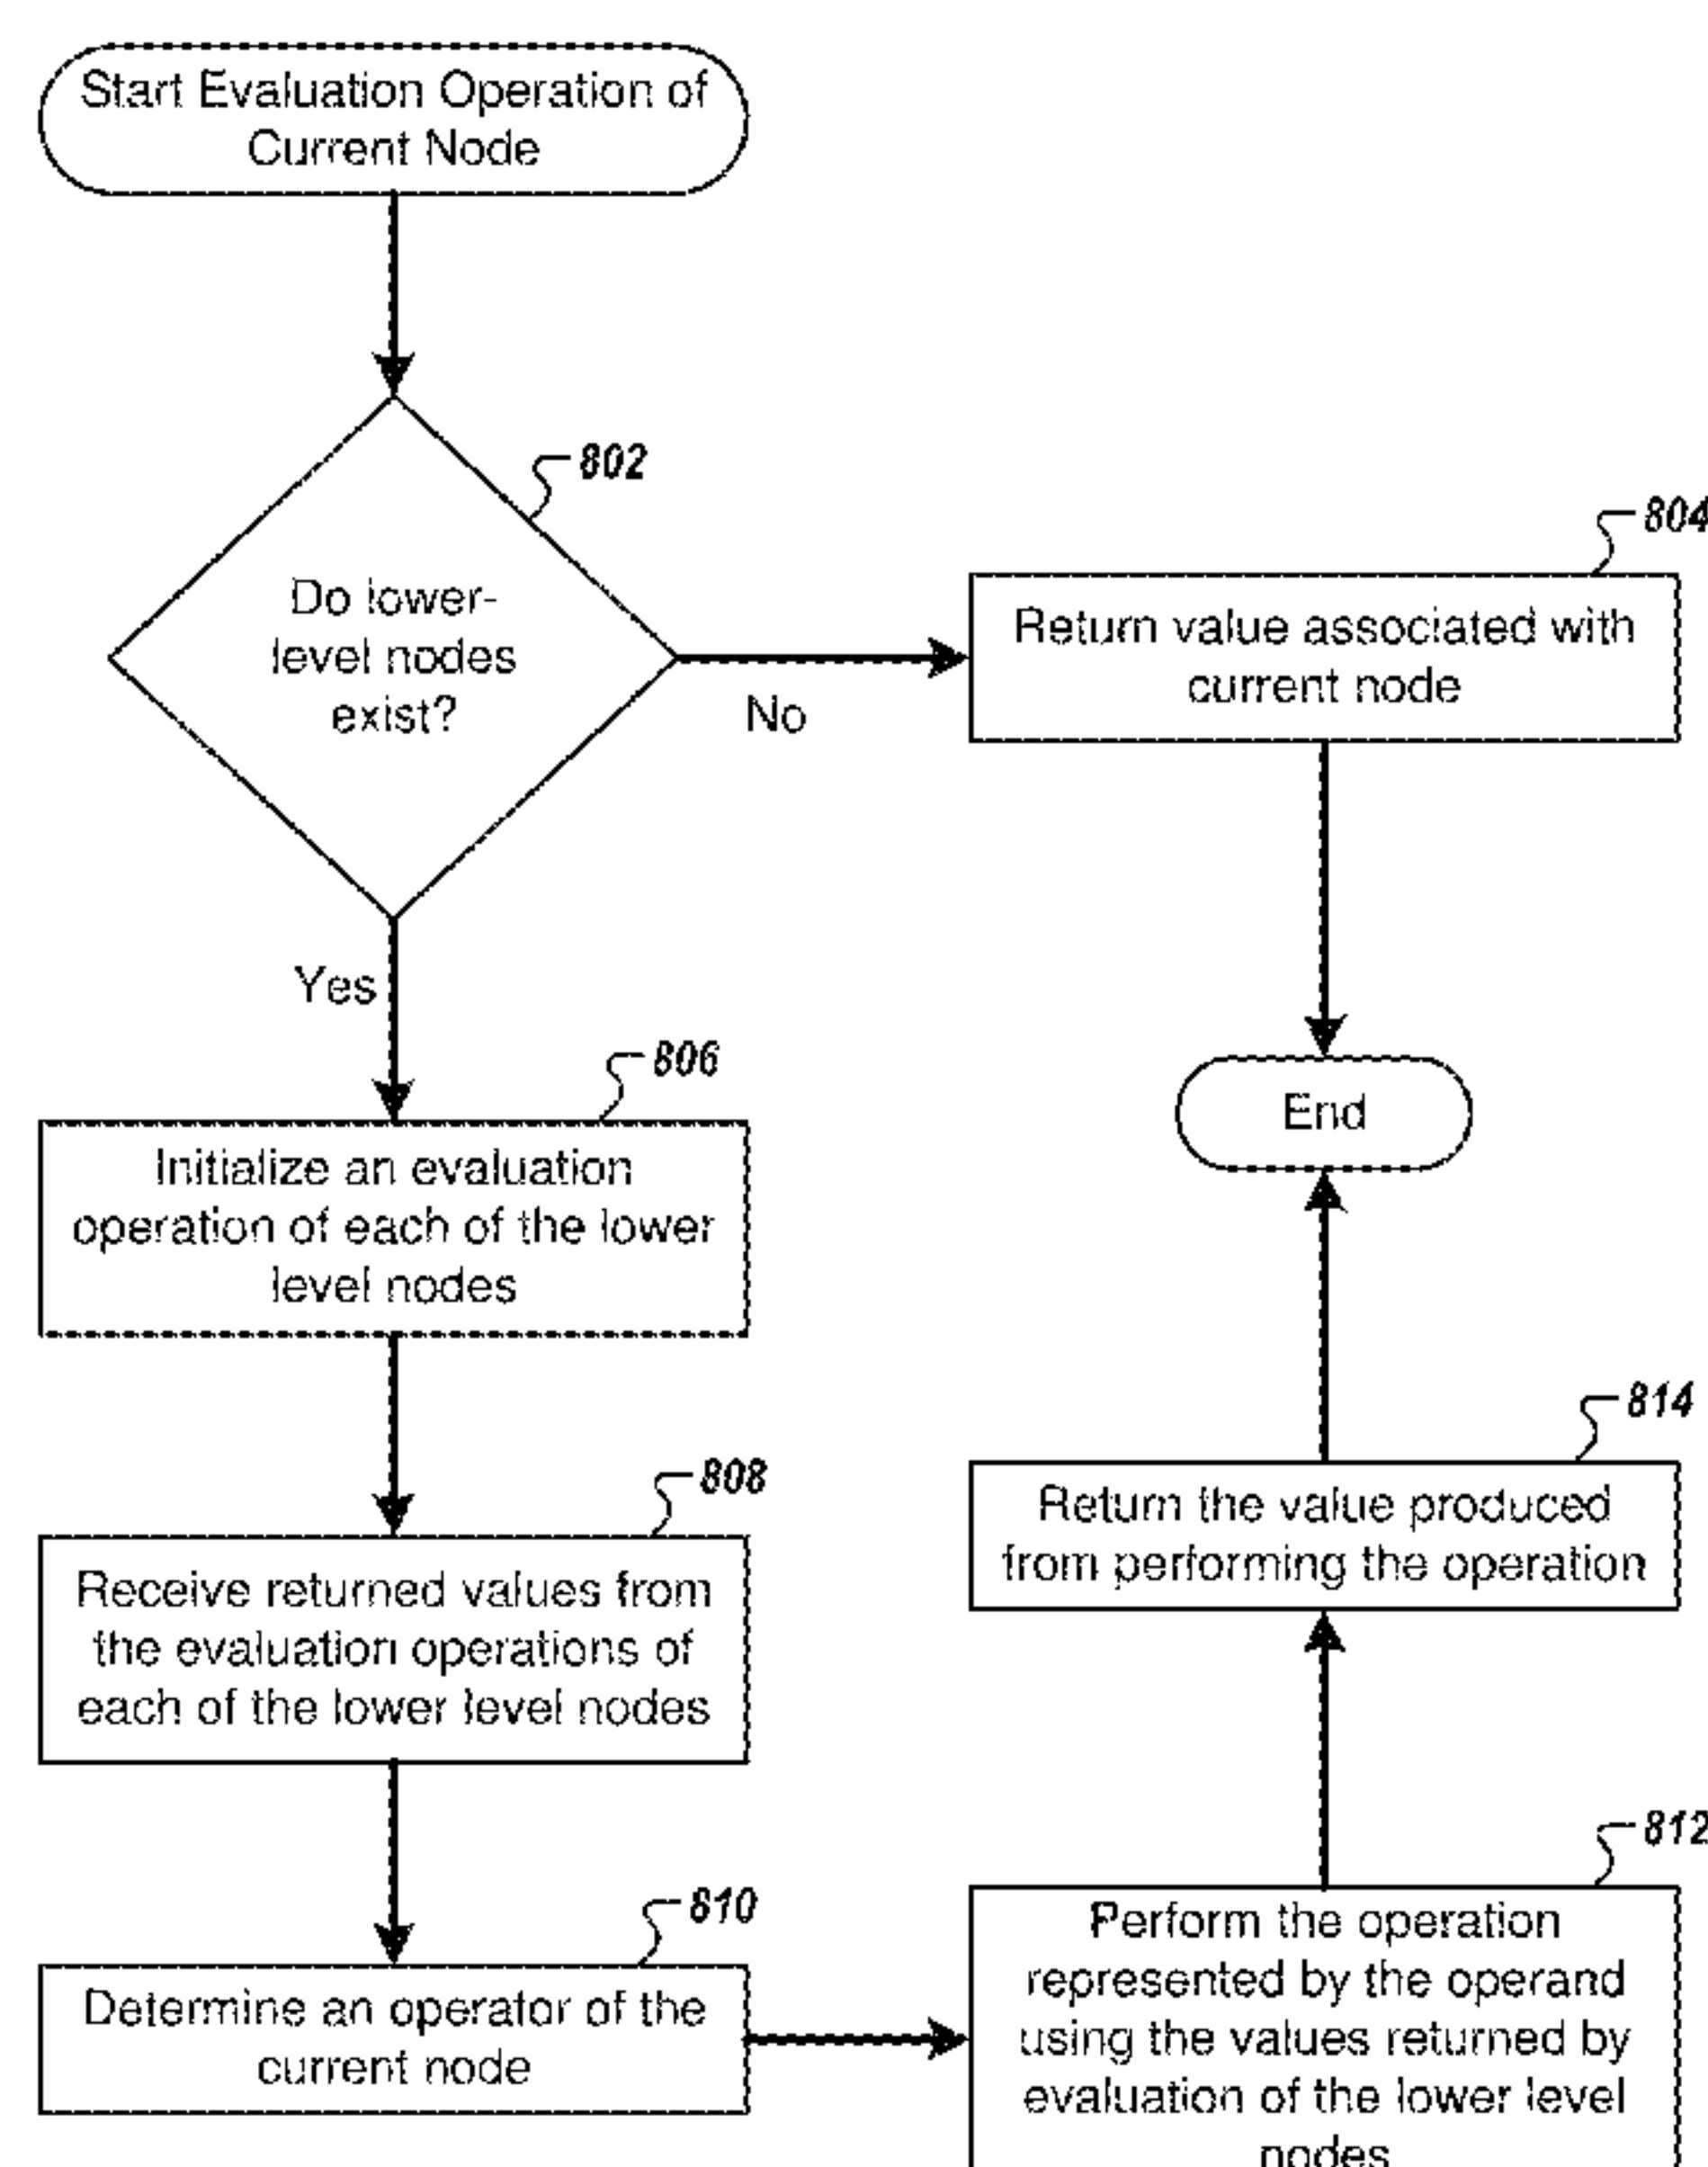 Start Evaluation Operation of
Current Node
802
Do lower-
level nodes
exist?
No
804
Return value associated with
current node
Yes
806
Initialize an evaluation
operation of each of the lower
level nodes
End
808
Receive returned values from
the evaluation operations of
each of the lower level nodes
814
Return the value produced
from performing the operation
810
Determine an operator of the
current node
812
Perform the operation
represented by the operand
using the values returned by
evaluation of the lower level
nodes